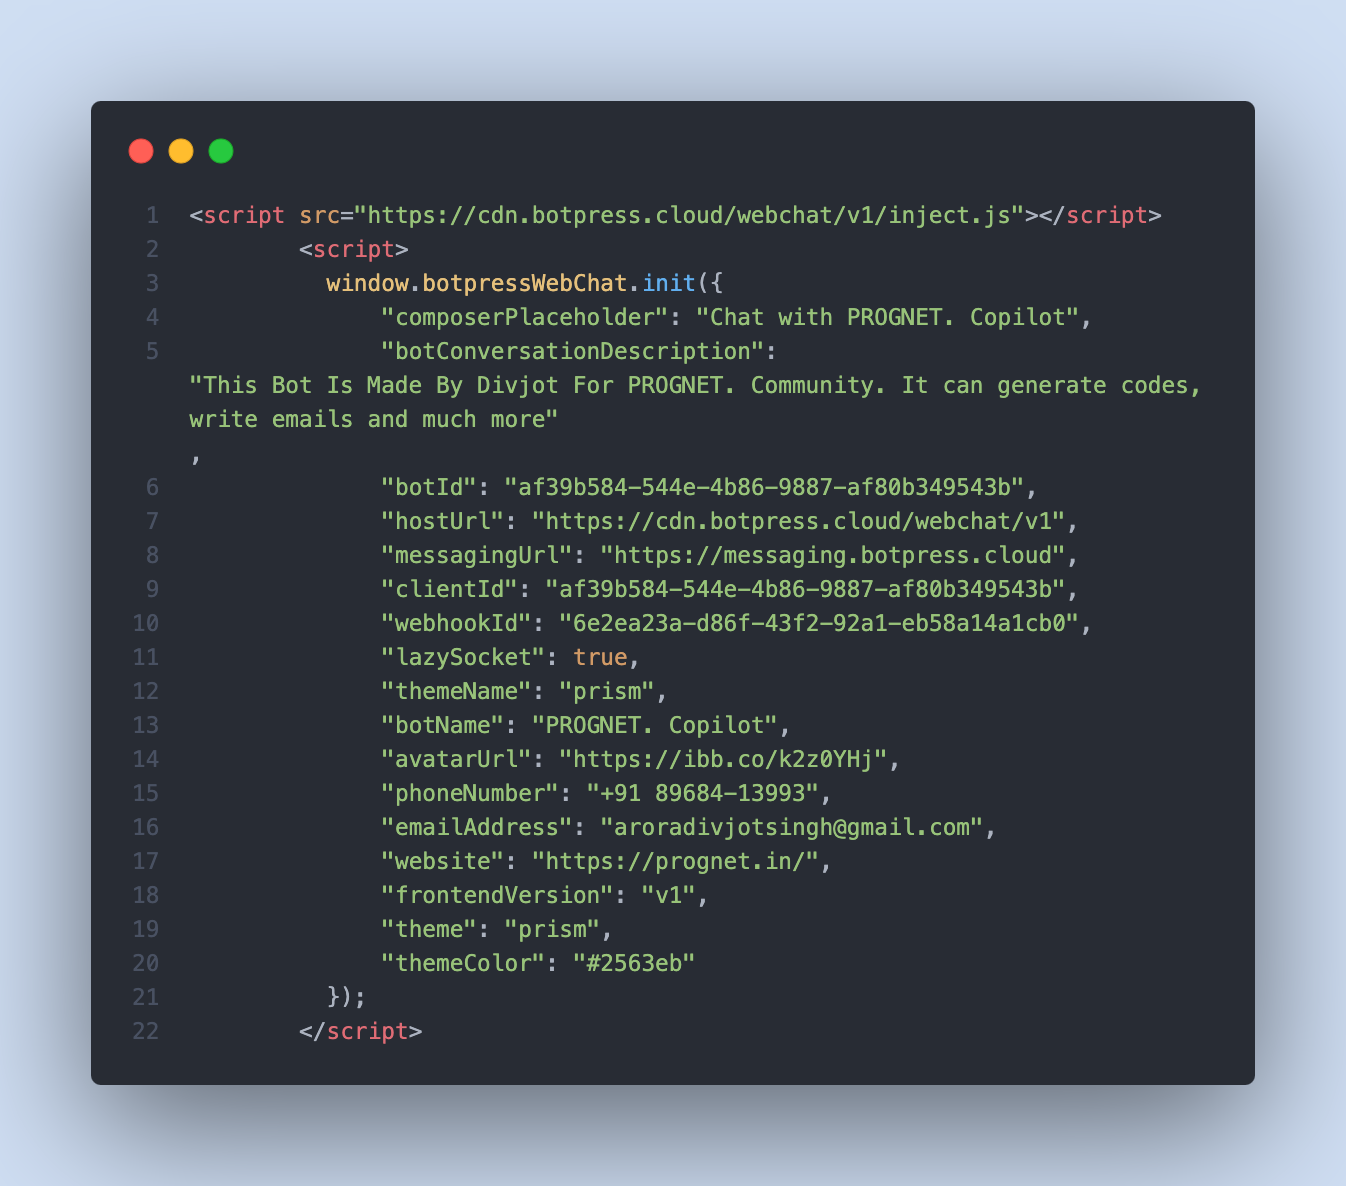 1 <script src="https://cdn.botpress.cloud/webchat/v1/inject.js"></script>
2 <script>
3 window.botpressWebChat.init({
4 "composerPlaceholder": "Chat with PROGNET. Copilot",
5 "botConversationDescription":
"This Bot Is Made By Divjot For PROGNET. Community. It can generate codes,
write emails and much more"
,
6 "botId": "af39b584-544e-4b86-9887-af80b349543b",
7 "hostUrl": "https://cdn.botpress.cloud/webchat/v1",
8 "messagingUrl": "https://messaging.botpress.cloud",
9 "clientId": "af39b584-544e-4b86-9887-af80b349543b",
10 "webhookId": "6e2ea23a-d86f-43f2-92a1-eb58a14a1cb0",
11 "lazySocket": true,
12 "themeName": "prism",
13 "botName": "PROGNET. Copilot",
14 "avatarUrl": "https://ibb.co/k2z0YHj",
15 "phoneNumber": "+91 89684-13993",
16 "emailAddress": "aroradivjotsingh@gmail.com",
17 "website": "https://prognet.in/",
18 "frontendVersion": "v1",
19 "theme": "prism",
20 "themeColor": "#2563eb"
21 });
22 </script>